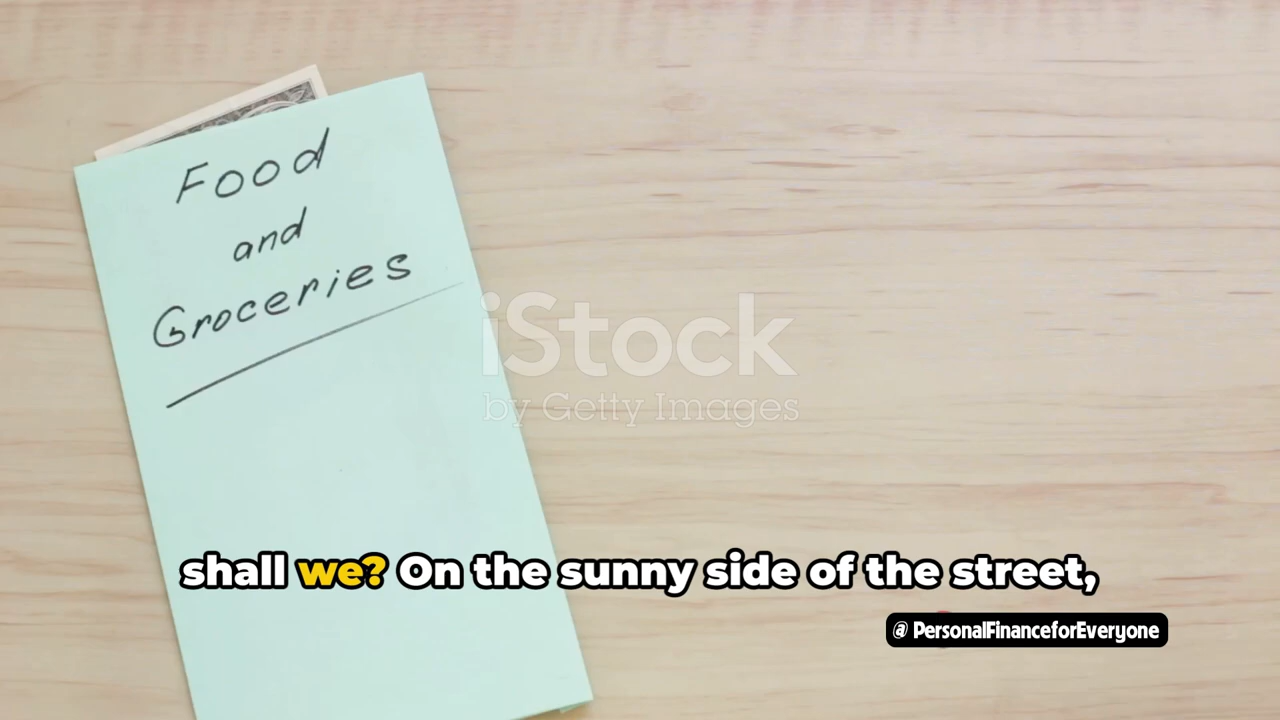 Food
and
Groceries
iStock
by Getty Images
shall we? On the sunny side of the street,
@ PersonalFinanceforEveryone